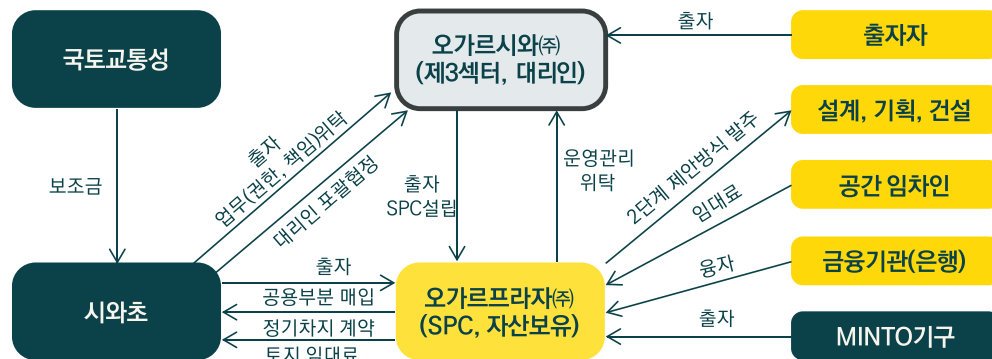 국토교통성
오가르시와㈜
(제3섹터, 대리인)
출자
출자자
설계, 기획, 건설
보조금
출자
업무(권한, 책임)위탁
대리인 포괄협정
출자
SPC설립
운영관리
위탁
2단계 제안방식 발주
임대료
공간 임차인
융자
금융기관(은행)
시와초
출자
공용부분 매입
정기차지 계약
토지 임대료
오가르프라자㈜
(SPC, 자산보유)
출자
MINTO기구